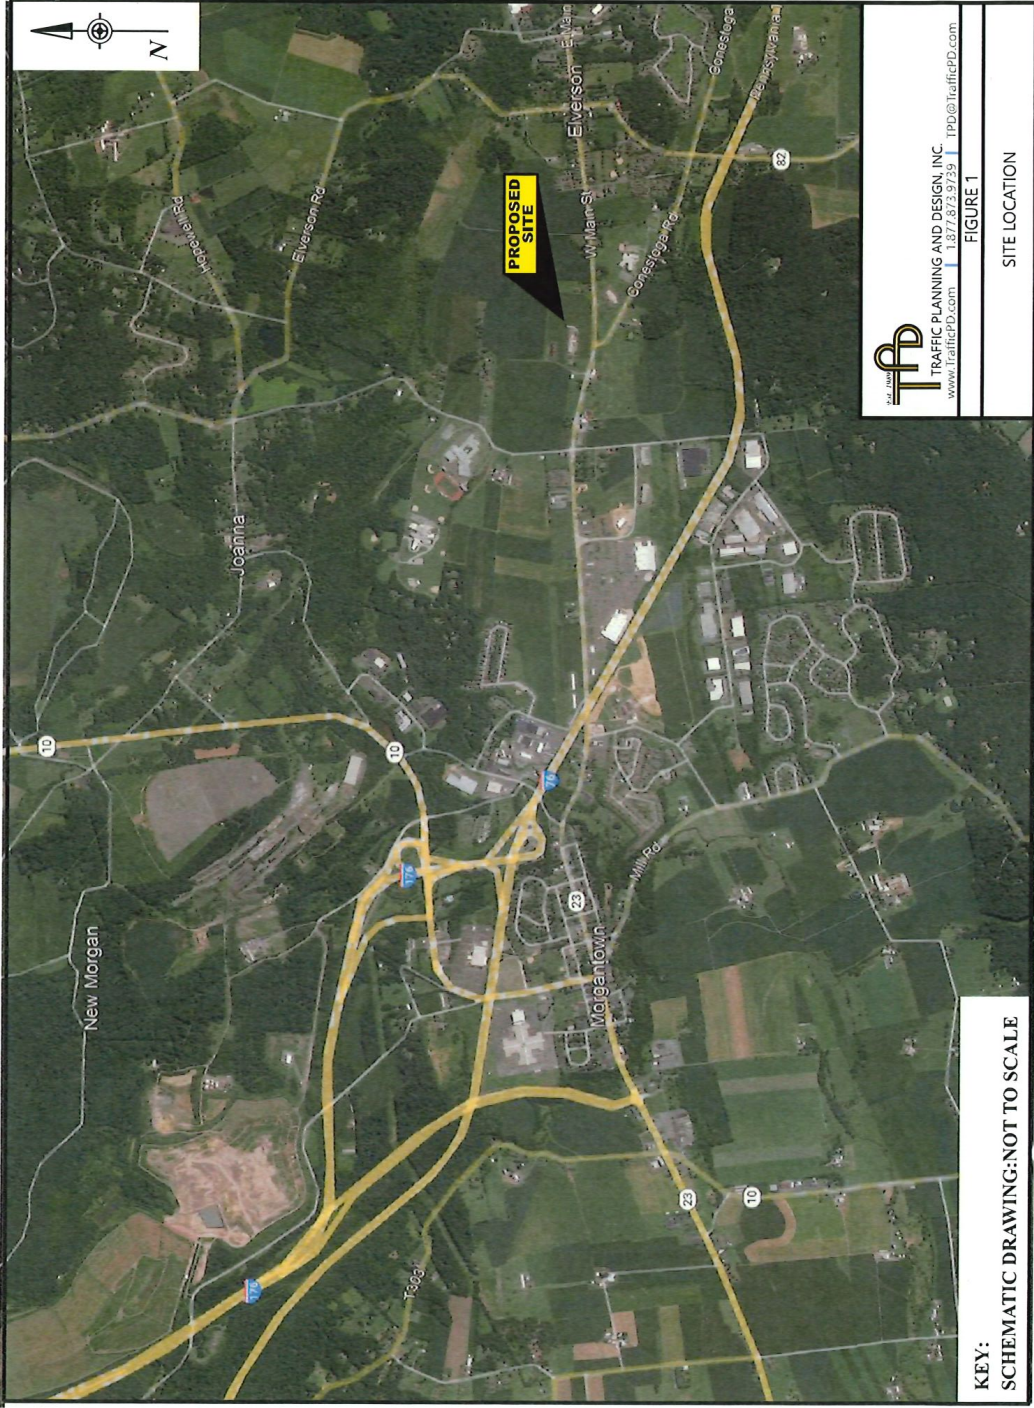 N
Hopewell Rd
Elverson Rd
Joanna
10
10
New Morgan
176
176
76
PROPOSED
SITE
Elverson
E Main
W Main St
Conestoga Rd
Conestoga
Pennsylvania
82
Mill Rd
23
Morgantown
23
10
T303
KEY:
SCHEMATIC DRAWING:NOT TO SCALE
TPD
TRAFFIC PLANNING AND DESIGN, INC.
www.TrafficPD.com | 1.877.873.9739 | TPD@TrafficPD.com
FIGURE 1
SITE LOCATION